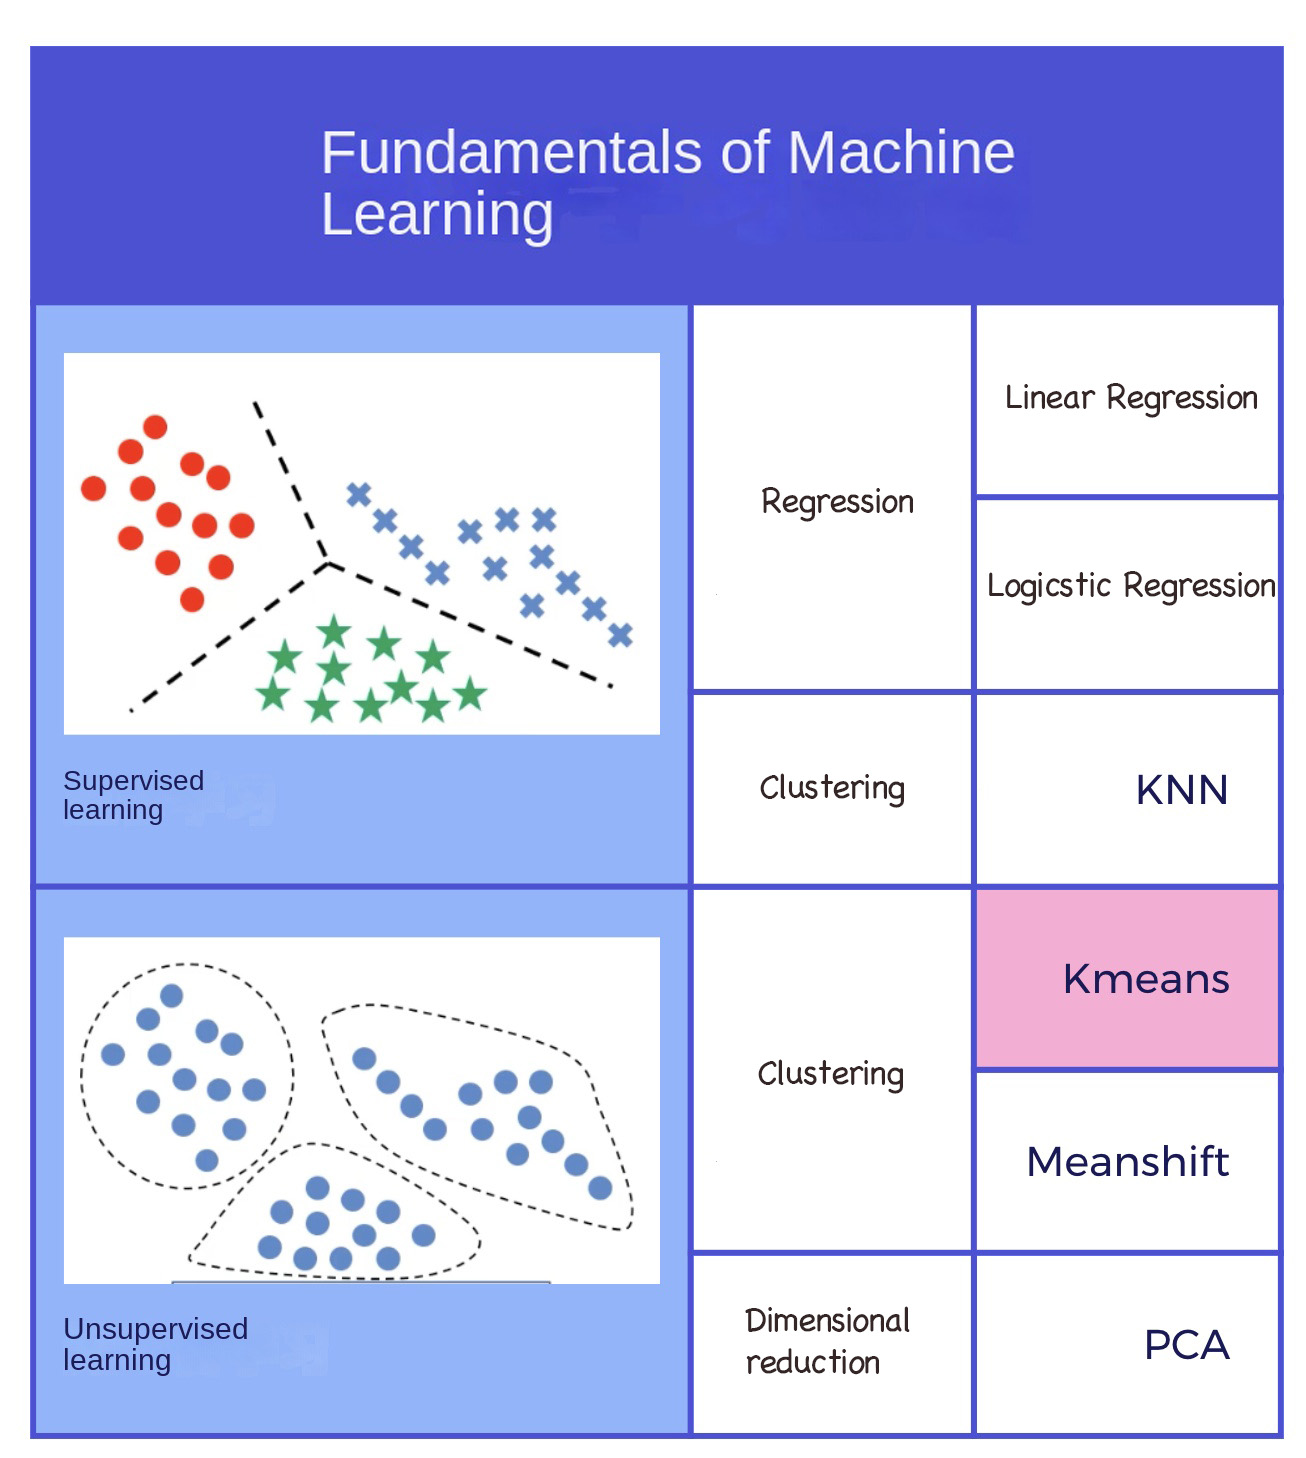 Fundamentals of Machine
Learning
Regression
Linear Regression
Logicstic Regression
Supervised
learning
Clustering
KNN
Clustering
Kmeans
Meanshift
Unsupervised
learning
Dimensional
reduction
PCA